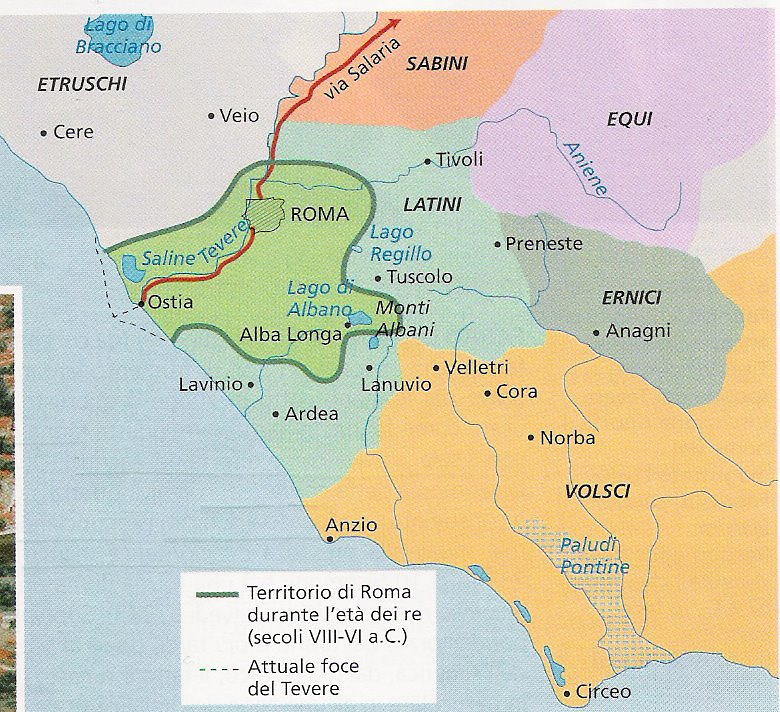 Lago di
Bracciano
ETRUSCHI
Cere
Veio
via Salaria
SABINI
EQUI
Tivoli
Aniene
LATINI
ROMA
Tevere
Saline
Lago
Regillo
Preneste
Tuscolo
ERNICI
Anagni
Ostia
Lago di
Albano
Monti
Albani
Alba Longa
Lavinio
Lanuvio
Velletri
Cora
Ardea
Norba
VOLSCI
Anzio
Paludi
Pontine
Circeo
Territorio di Roma
durante l'età dei re
(secoli VIII-VI a.C.)
Attuale foce
del Tevere